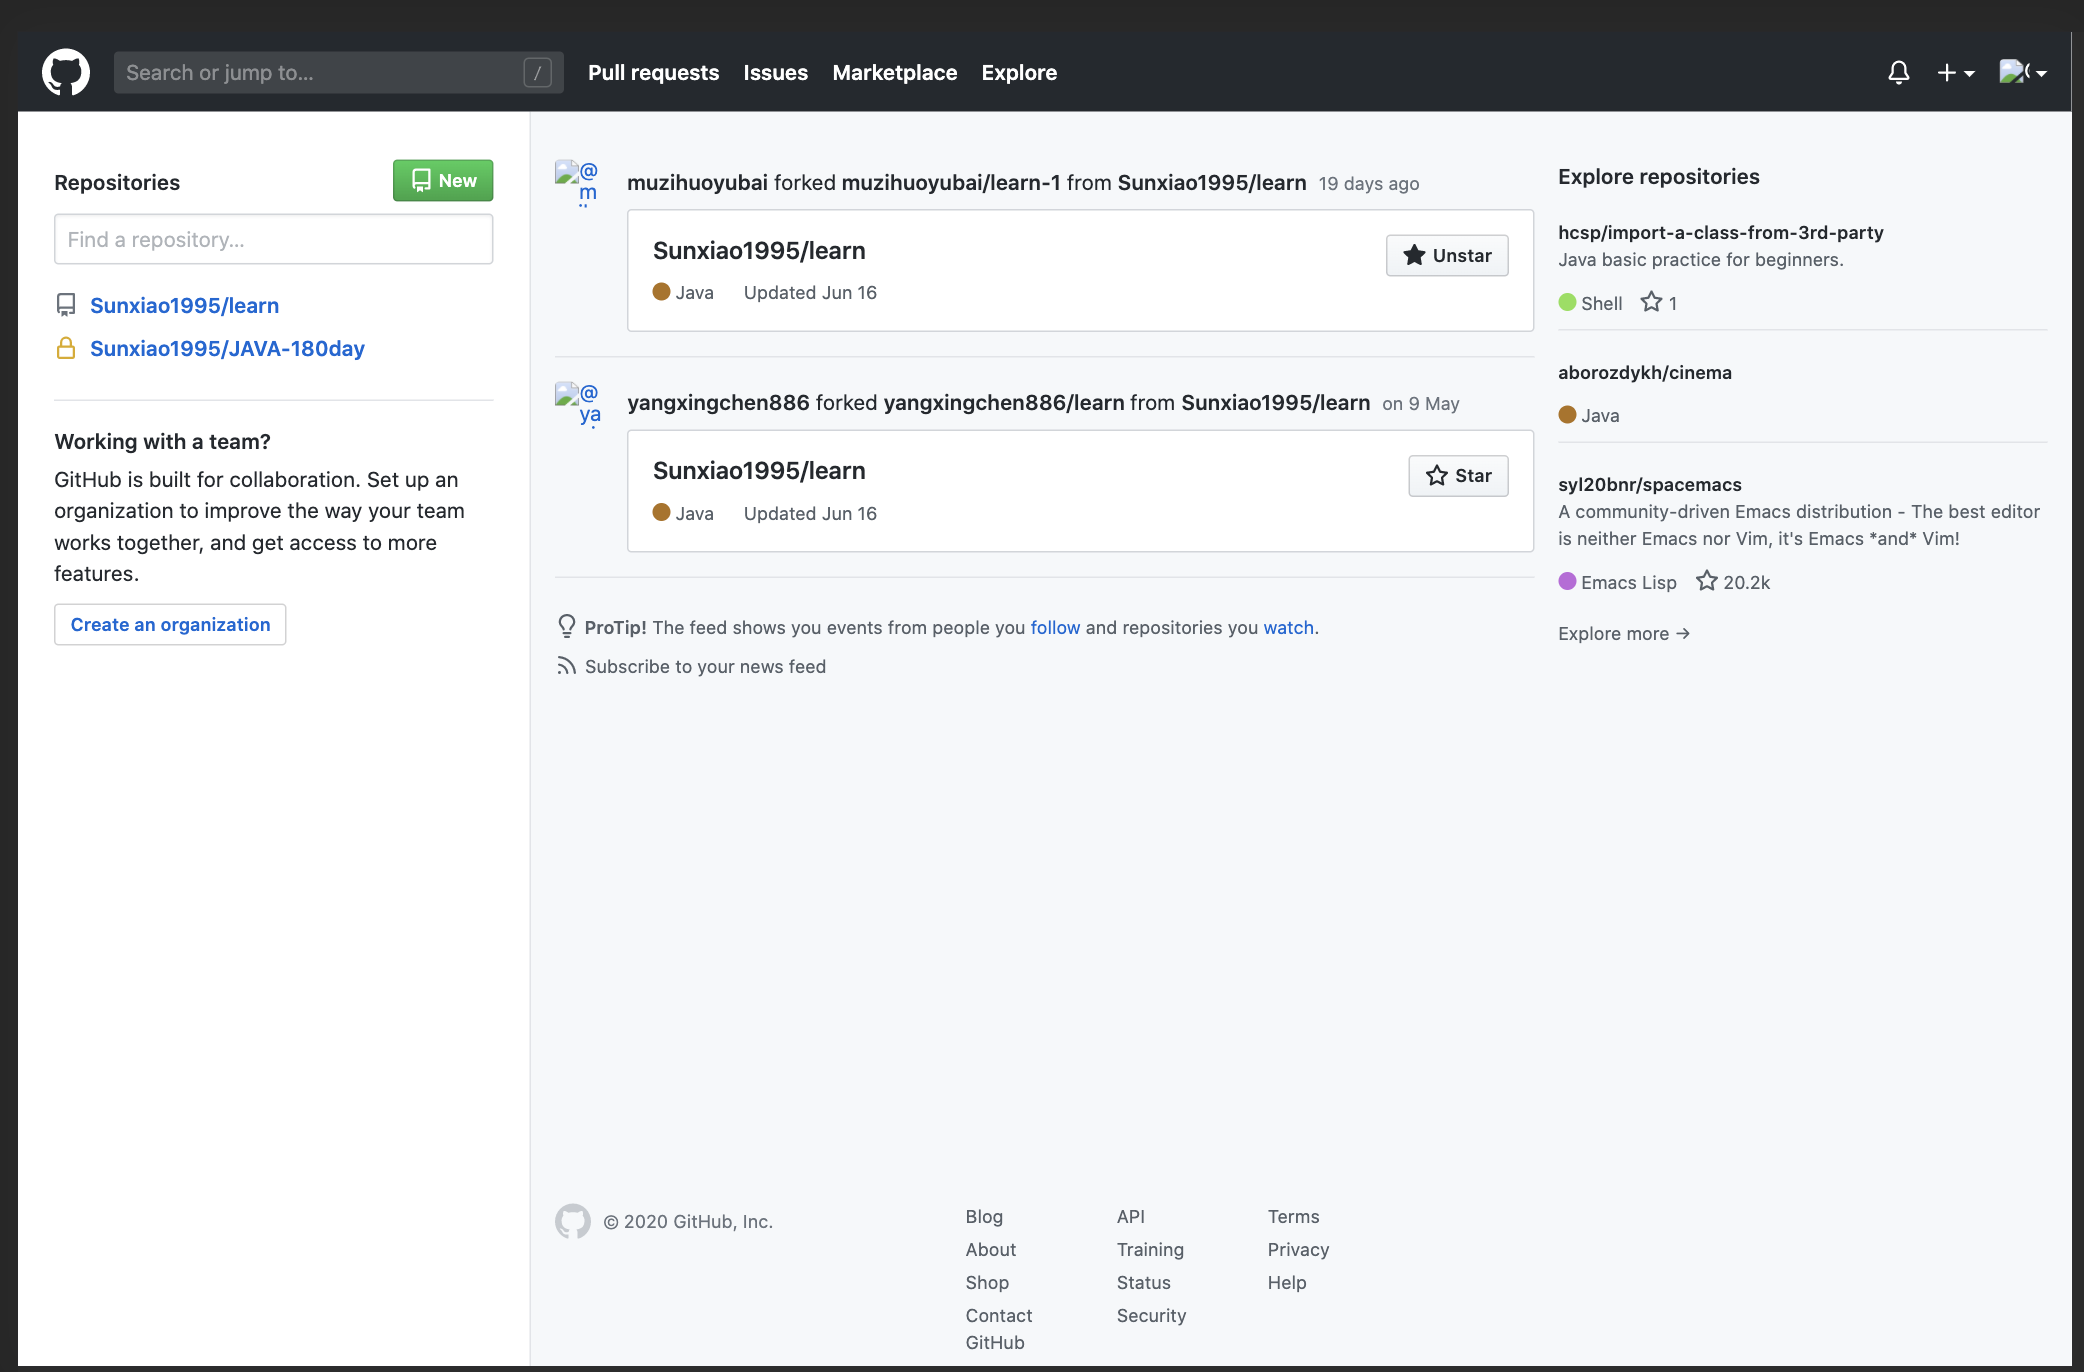 Search or jump to... /
Pull requests Issues Marketplace Explore
Repositories
New
Find a repository...
Sunxiao1995/learn
Sunxiao1995/JAVA-180day
Working with a team?
GitHub is built for collaboration. Set up an
organization to improve the way your team
works together, and get access to more
features.
Create an organization
@
m
muzihuoyubai forked muzihuoyubai/learn-1 from Sunxiao1995/learn 19 days ago
Sunxiao1995/learn
Unstar
Java Updated Jun 16
@
ya
yangxingchen886 forked yangxingchen886/learn from Sunxiao1995/learn on 9 May
Sunxiao1995/learn
Star
Java Updated Jun 16
ProTip! The feed shows you events from people you follow and repositories you watch.
Subscribe to your news feed
Explore repositories
hcsp/import-a-class-from-3rd-party
Java basic practice for beginners.
Shell 1
aborozdykh/cinema
Java
syl20bnr/spacemacs
A community-driven Emacs distribution - The best editor
is neither Emacs nor Vim, it's Emacs *and* Vim!
Emacs Lisp 20.2k
Explore more →
© 2020 GitHub, Inc.
Blog
About
Shop
Contact
GitHub
API
Training
Status
Security
Terms
Privacy
Help